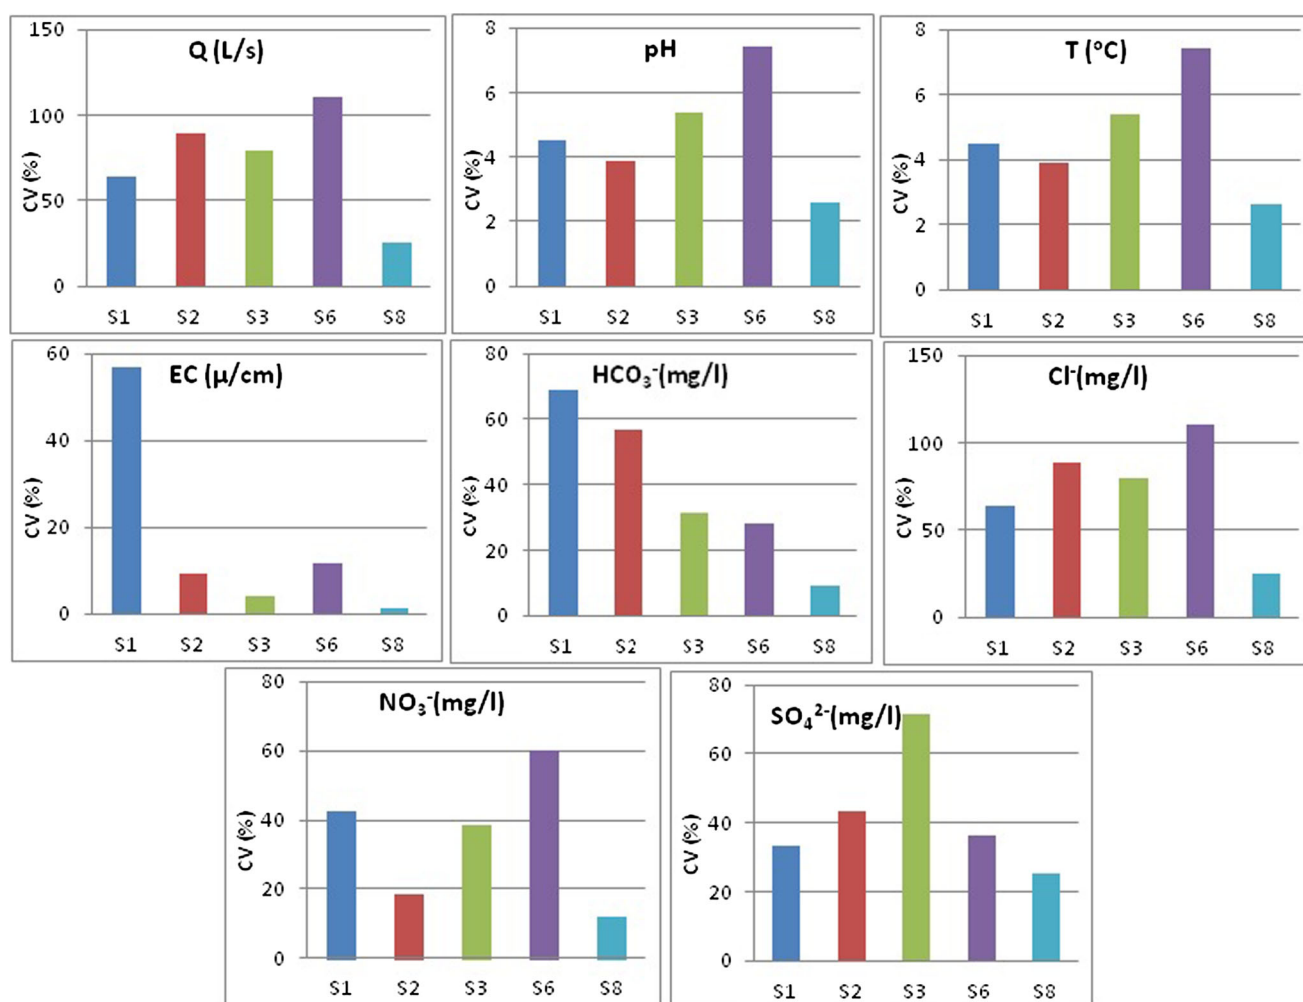 Q (L/s)
CV (%)
150
100
50
0
S1 S2 S3 S6 S8
pH
CV (%)
8
6
4
2
0
S1 S2 S3 S6 S8
T (°C)
CV (%)
8
6
4
2
0
S1 S2 S3 S6 S8
EC (µ/cm)
CV (%)
60
40
20
0
S1 S2 S3 S6 S8
HCO₃⁻(mg/l)
CV (%)
80
60
40
20
0
S1 S2 S3 S6 S8
Cl⁻(mg/l)
CV (%)
150
100
50
0
S1 S2 S3 S6 S8
NO₃⁻(mg/l)
CV (%)
80
60
40
20
0
S1 S2 S3 S6 S8
SO₄²⁻(mg/l)
CV (%)
80
60
40
20
0
S1 S2 S3 S6 S8